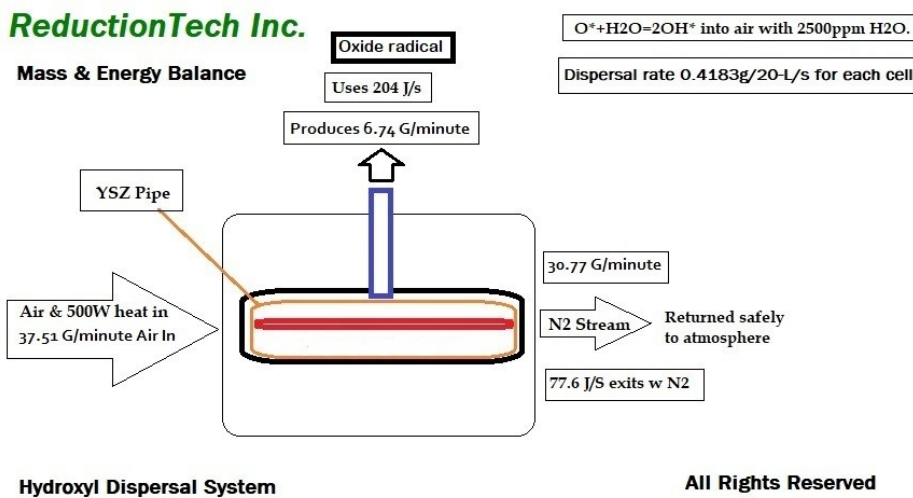 ReductionTech Inc.
Mass & Energy Balance
Oxide radical
Uses 204 J/s
Produces 6.74 G/minute
O*+H2O=2OH* into air with 2500ppm H2O.
Dispersal rate 0.4183g/20-L/s for each cell
YSZ Pipe
Air & 500W heat in
37.51 G/minute Air In
30.77 G/minute
N2 Stream
Returned safely
to atmosphere
77.6 J/S exits w N2
Hydroxyl Dispersal System
All Rights Reserved